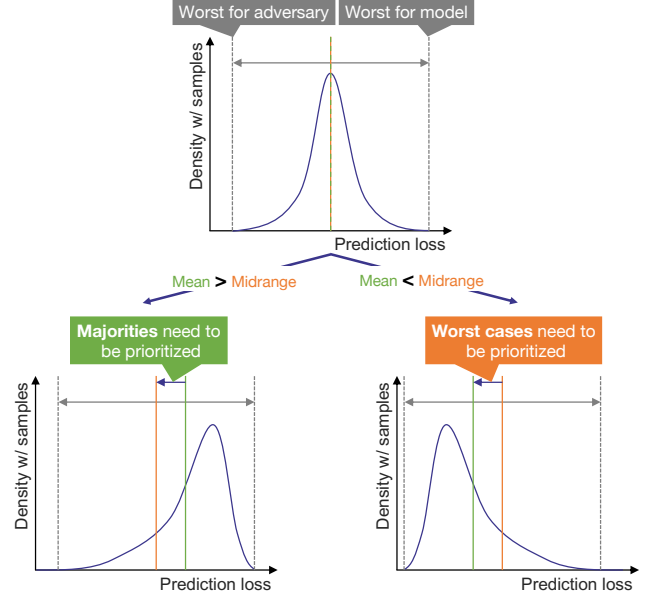 Worst for adversary
Worst for model
Density w/ samples
Prediction loss
Mean > Midrange
Mean < Midrange
Majorities need to
be prioritized
Worst cases need to
be prioritized
Density w/ samples
Prediction loss
Density w/ samples
Prediction loss